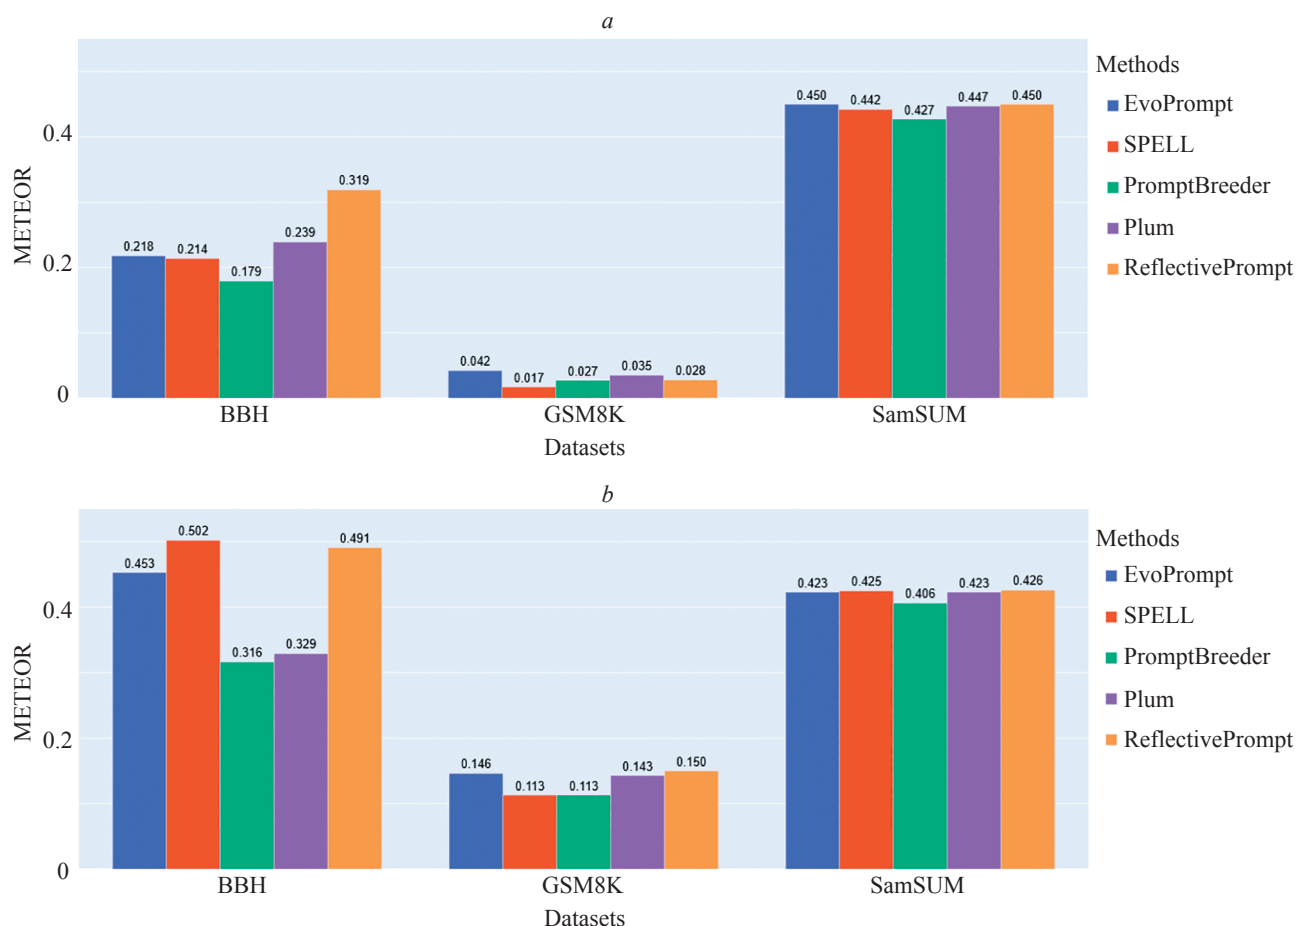 a
METEOR
0.4
0.2
0
0.218
0.214
0.179
0.239
0.319
0.042
0.017
0.027
0.035
0.028
0.450
0.442
0.427
0.447
0.450
BBH
GSM8K
SamSUM
Datasets
Methods
EvoPrompt
SPELL
PromptBreeder
Plum
ReflectivePrompt
b
METEOR
0.4
0.2
0
0.453
0.502
0.316
0.329
0.491
0.146
0.113
0.113
0.143
0.150
0.423
0.425
0.406
0.423
0.426
BBH
GSM8K
SamSUM
Datasets
Methods
EvoPrompt
SPELL
PromptBreeder
Plum
ReflectivePrompt